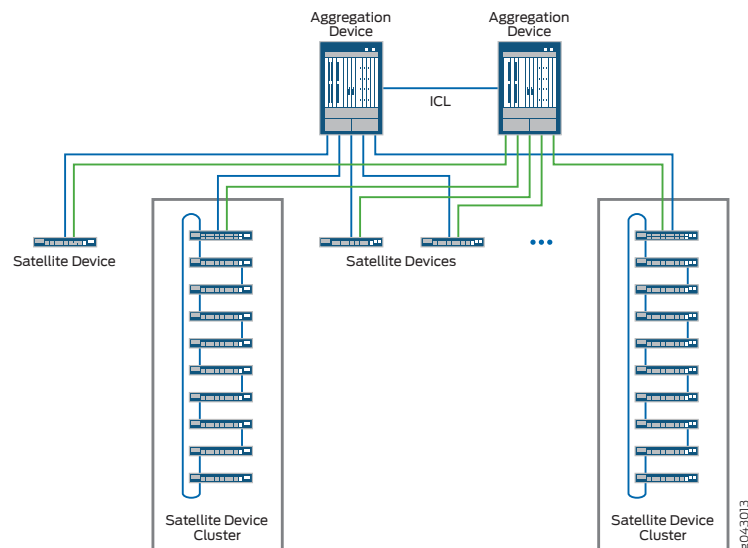 Aggregation
Device
Aggregation
Device
ICL
Satellite Device
Satellite Devices
Satellite Device
Cluster
Satellite Device
Cluster
g043013